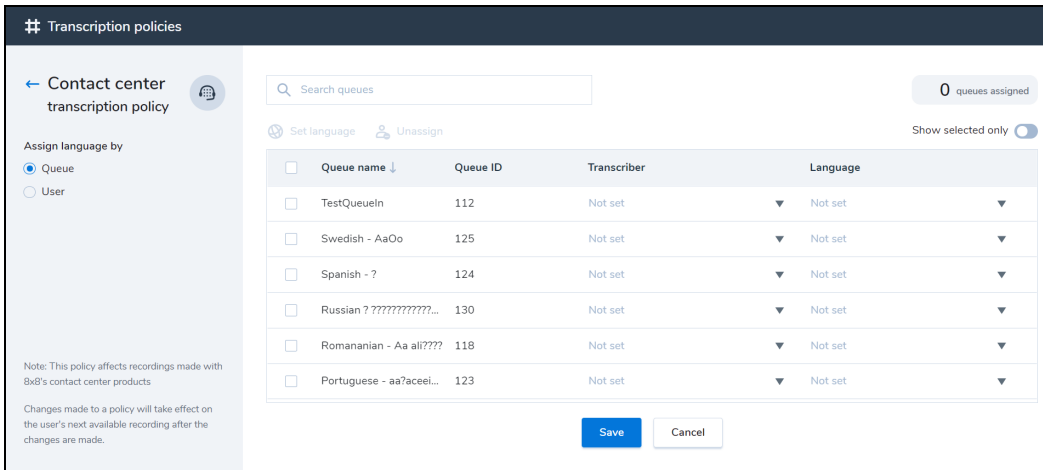 Transcription policies
← Contact center
transcription policy
Assign language by
Queue
User
Note: This policy affects recordings made with
8x8's contact center products
Changes made to a policy will take effect on
the user's next available recording after the
changes are made.
Search queues
0 queues assigned
Set language Unassign
Show selected only
Queue name ↓ Queue ID Transcriber Language
TestQueueIn 112 Not set Not set
Swedish - AaOo 125 Not set Not set
Spanish - ? 124 Not set Not set
Russian ? ????????????... 130 Not set Not set
Romananian - Aa ali???? 118 Not set Not set
Portuguese - aa?aceei... 123 Not set Not set
Save Cancel